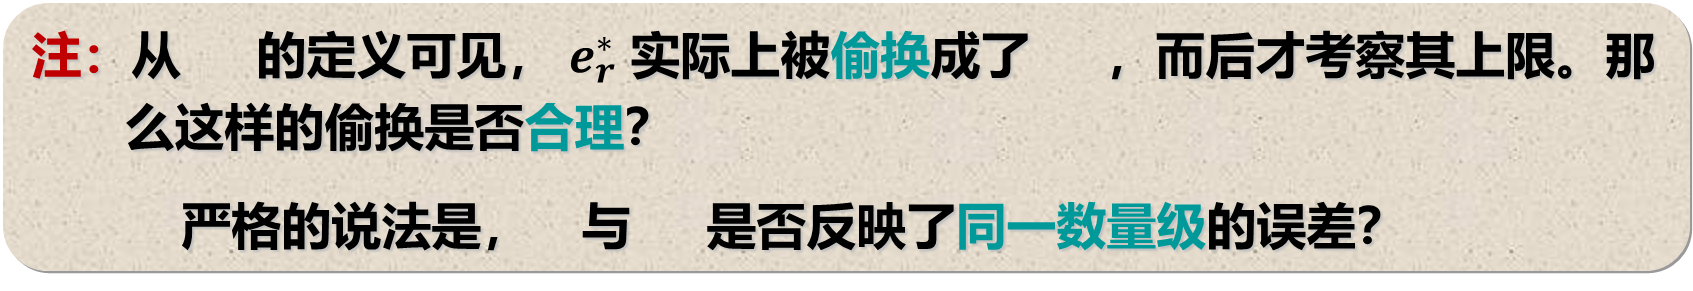 注：从 的定义可见， e_r^* 实际上被偷换成了 ，而后才考察其上限。那
么这样的偷换是否合理？
严格的说法是， 与 是否反映了同一数量级的误差？